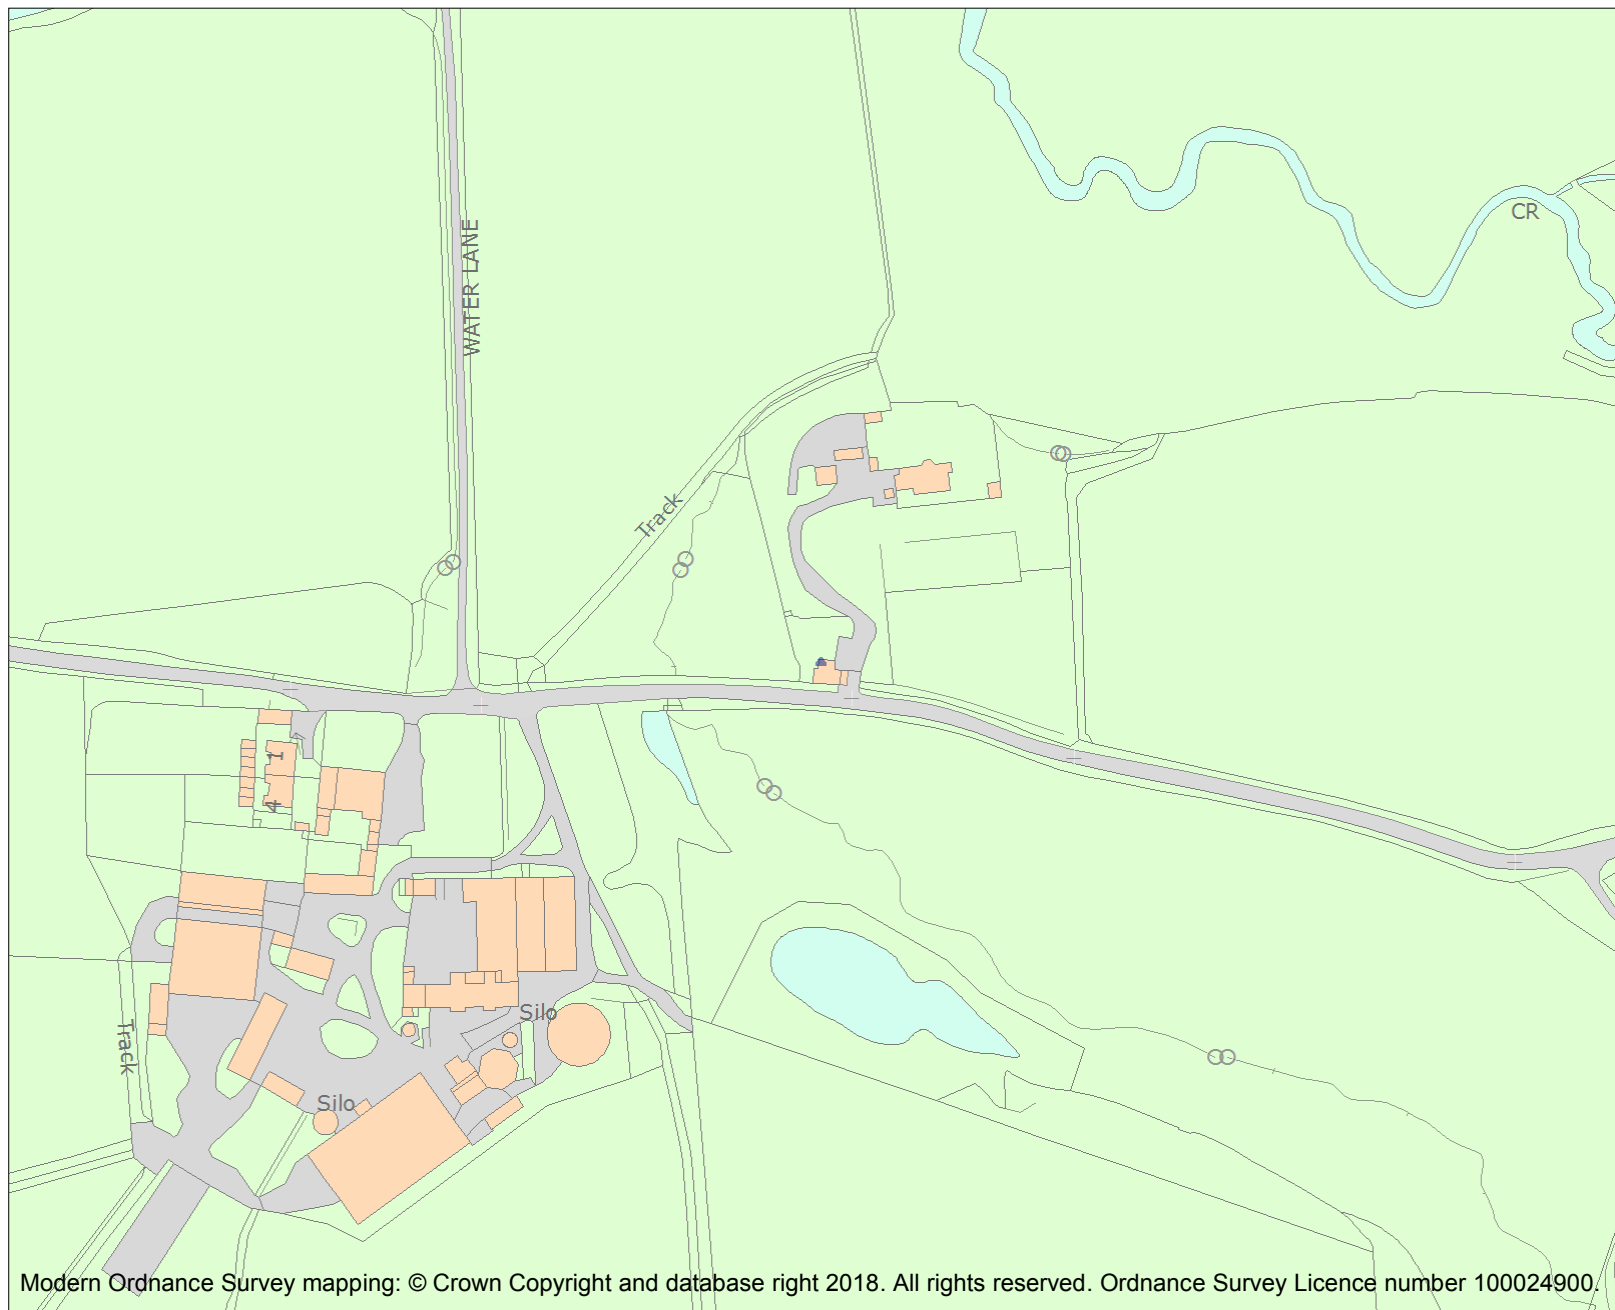 CR
WATER LANE
Track
1
4
Silo
Track
Silo
Modern Ordnance Survey mapping: © Crown Copyright and database right 2018. All rights reserved. Ordnance Survey Licence number 100024900.